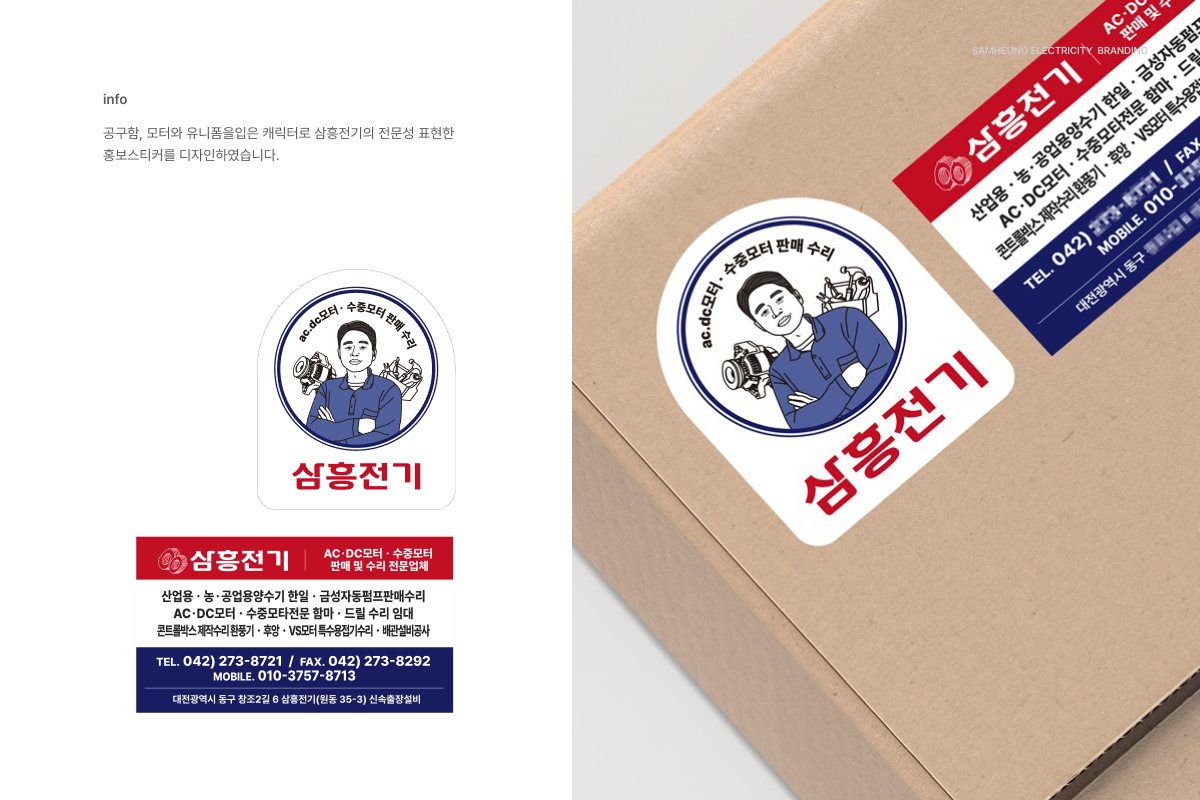 info
공구함, 모터와 유니폼을입은 캐릭터로 삼흥전기의 전문성 표현한
홍보스티커를 디자인하였습니다.
ac.dc모터 · 수중모터 판매 수리
삼흥전기
삼흥전기
AC·DC모터 · 수중모터
판매 및 수리 전문업체
산업용 · 농·공업용양수기 한일 · 금성자동펌프판매수리
AC·DC모터 · 수중모타전문 함마 · 드릴 수리 임대
콘트롤박스제작수리환풍기 · 후앙 · VS모터특수용접기수리 · 배관설비공사
TEL. 042) 273-8721 / FAX. 042) 273-8292
MOBILE. 010-3757-8713
대전광역시 동구 창조2길 6 삼흥전기(원동 35-3) 신속출장설비
SAMHEUNG ELECTRICITY BRANDING
ac.dc모터 · 수중모터 판매 수리
삼흥전기
삼흥전기
AC·DC
판매 및 수
산업용 · 농·공업용양수기 한일 · 금성자동펌프
AC·DC모터 · 수중모타전문 함마 · 드릴
콘트롤박스제작수리환풍기 · 후앙 · VS모터특수용접
TEL. 042) / FAX.
MOBILE. 010-
대전광역시 동구